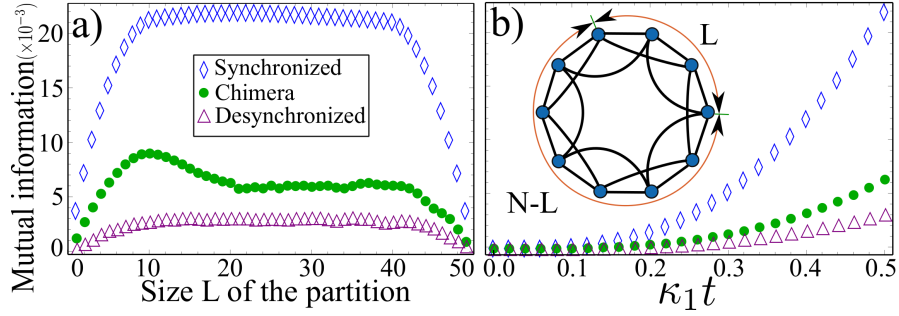 a)
Mutual information(×10⁻³)
20
15
10
5
0
Synchronized
Chimera
Desynchronized
0 10 20 30 40 50
Size L of the partition
b)
L
N-L
0.0 0.1 0.2 0.3 0.4 0.5
κ₁t